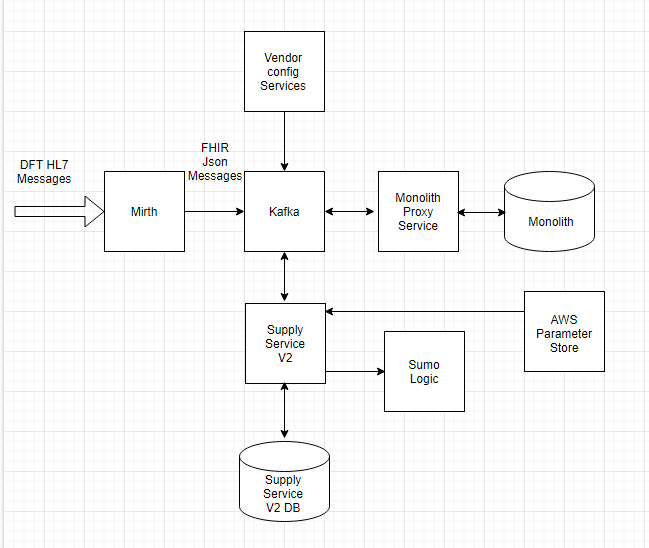 Vendor
config
Services
DFT HL7
Messages
FHIR
Json
Messages
Mirth
Kafka
Monolith
Proxy
Service
Monolith
Supply
Service
V2
AWS
Parameter
Store
Sumo
Logic
Supply
Service
V2 DB